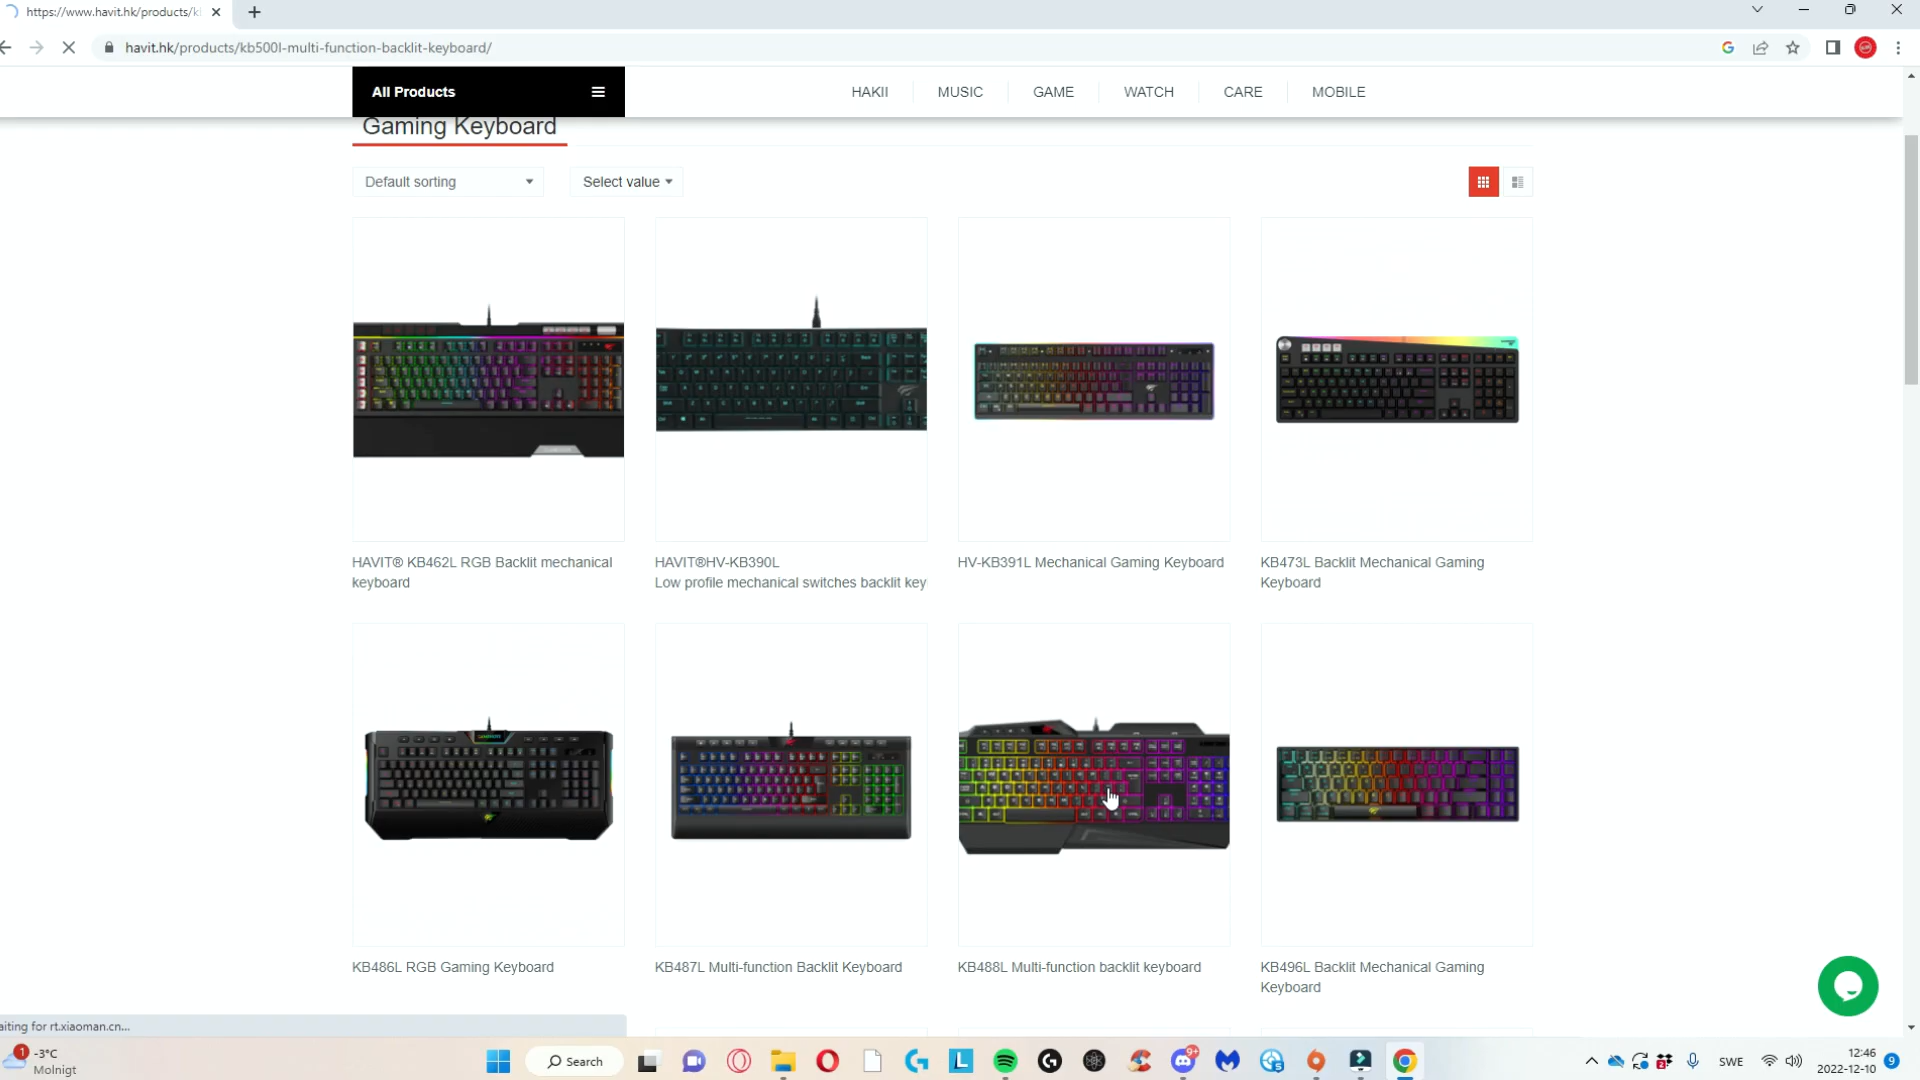 https://www.havit.hk/products/k
havit.hk/products/kb500l-multi-function-backlit-keyboard/
All Products
HAKII
MUSIC
GAME
WATCH
CARE
MOBILE
Gaming Keyboard
Default sorting
Select value
HAVIT® KB462L RGB Backlit mechanical
keyboard
HAVIT®HV-KB390L
Low profile mechanical switches backlit key
HV-KB391L Mechanical Gaming Keyboard
KB473L Backlit Mechanical Gaming
Keyboard
KB486L RGB Gaming Keyboard
KB487L Multi-function Backlit Keyboard
KB488L Multi-function backlit keyboard
KB496L Backlit Mechanical Gaming
Keyboard
aiting for rt.xiaoman.cn...
1
-3°C
Molnigt
Search
9+
SWE
12:46
2022-12-10
9